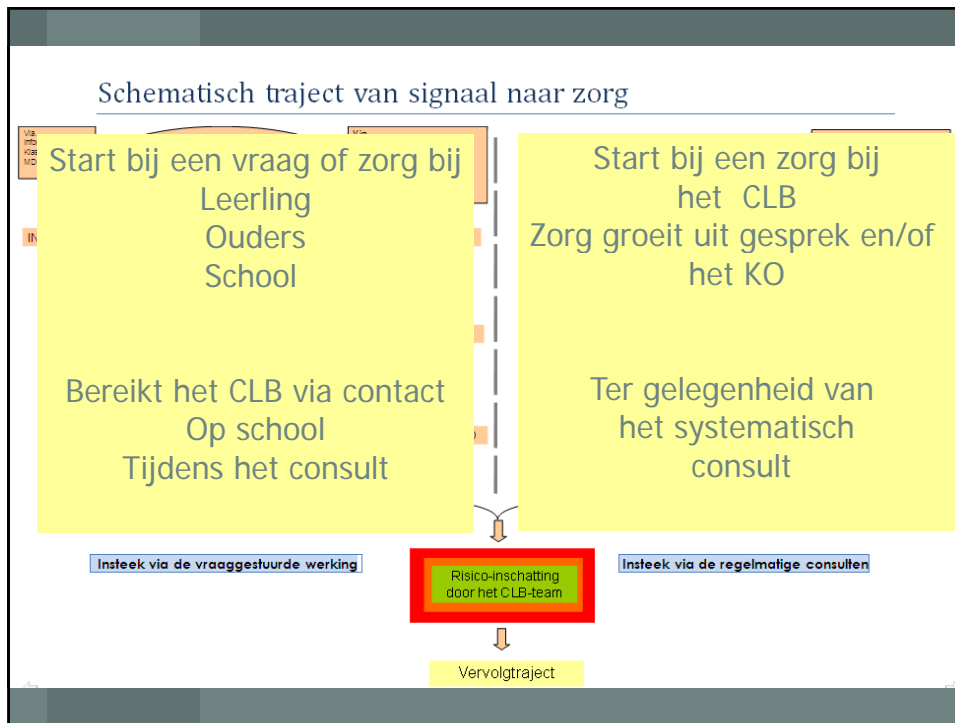 Schematisch traject van signaal naar zorg
Via
Start bij een vraag of zorg bij
Leerling
Ouders
School
Bereikt het CLB via contact
Op school
Tijdens het consult
Start bij een zorg bij
het CLB
Zorg groeit uit gesprek en/of
het KO
Ter gelegenheid van
het systematisch
consult
Insteek via de vraaggestuurde werking
Risico-inschatting
door het CLB-team
Insteek via de regelmatige consulten
Vervolgtraject